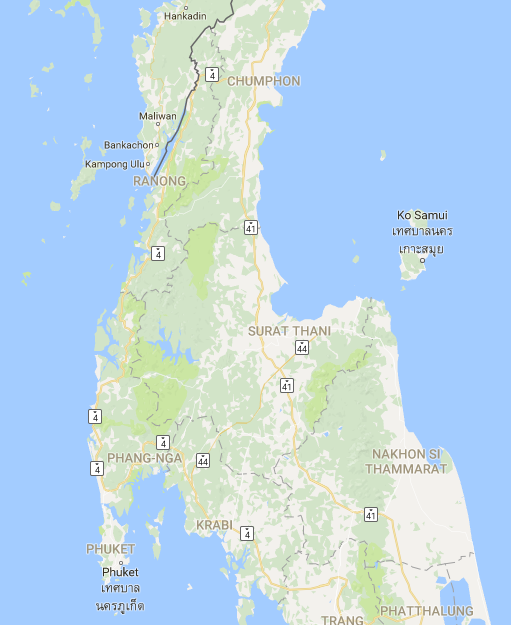 Hankadin
4
CHUMPHON
Maliwan
Bankachon
Kampong Ulu
RANONG
Ko Samui
เทศบาลนคร
เกาะสมุย
41
4
SURAT THANI
44
41
4
4
PHANG-NGA
44
4
NAKHON SI
THAMMARAT
41
KRABI
4
PHUKET
Phuket
เทศบาล
นครภูเก็ต
PHATTHALUNG
TRANG